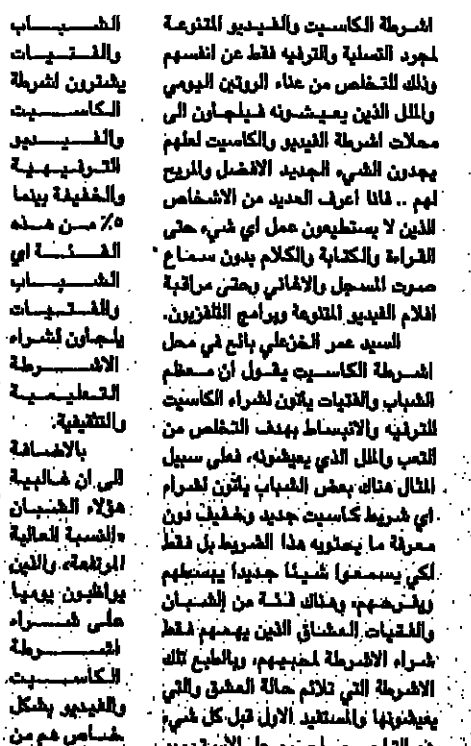 اشرطة الكاسيت والفيديو المتنوعة
لمجرد التسلية والترفيه فقط عن انفسهم
وذلك للتخلص من عناء الروتين اليومي
والملل الذين يعيشونه فيلجاون الى
محلات اشرطة الفيديو والكاسيت لعلهم
يجدون الشيء الجديد الافضل والمريح
لهم .. فانا اعرف العديد من الاشخاص
الذين لا يستطيعون عمل اي شيء حتى
القراءة والكتابة والكلام بدون سماع
صوت المسجل والاغاني وحتى مراقبة
افلام الفيديو المتنوعة وبرامج التلفزيون.
السيد عمر الخزعلي بائع في محل
اشرطة الكاسيت يقول أن معظم
الشباب والفتيات يأتون لشراء الكاسيت
للترفيه والانبساط بهدف التخلص من
التعب والملل الذي يعيشونه، فعلى سبيل
المثال هناك بعض الشباب يأتون لشراء
اي شريط كاسيت جديد وخفيف دون
معرفة ما يحتويه هذا الشريط بل فقط
لكي يسمعوا شيئا جديدا يبسطهم
ويفرحهم، وهناك فئة من الشبان
والفتيات العشاق الذين يهمهم فقط
شراء الاشرطة لمحبيهم، وبالطبع تلك
الاشرطة التي تلائم حالة العشق والتي
يعيشونها والمستفيد الاول قبل كل شيء
الشباب
والفتيات
يشترون اشرطة
الكاسيت
والفيديو
الترفيهية
والخفيفة بينما
٥٪ من هذه
الفئة اي
الشباب
والفتيات
يلجأون لشراء
الاشرطة
التعليمية
والتثقيفية.
بالاضافة
الى ان غالبية
هؤلاء الشبان
«النسبة العالية
المرتفعة» والذين
يواظبون يوميا
على شراء
اشرطة
الكاسيت
والفيديو بشكل
خاص هم من